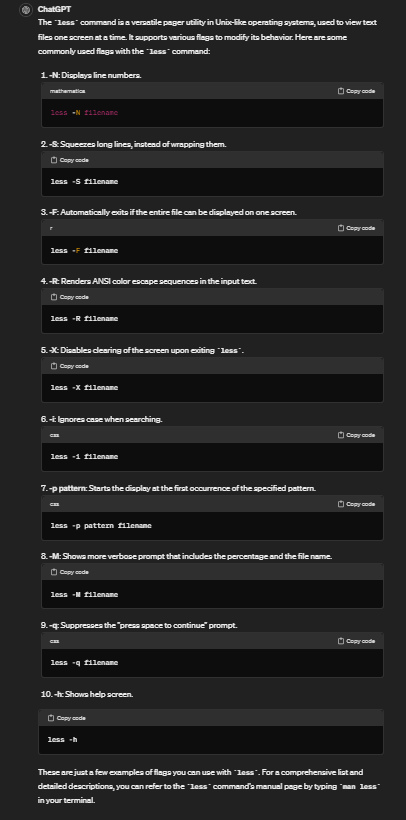 ChatGPT
The `less` command is a versatile pager utility in Unix-like operating systems, used to view text
files one screen at a time. It supports various flags to modify its behavior. Here are some
commonly used flags with the `less` command:
1. -N: Displays line numbers.
mathematica Copy code
less -N filename
2. -S: Squeezes long lines, instead of wrapping them.
Copy code
less -S filename
3. -F: Automatically exits if the entire file can be displayed on one screen.
r Copy code
less -F filename
4. -R: Renders ANSI color escape sequences in the input text.
Copy code
less -R filename
5. -X: Disables clearing of the screen upon exiting `less`.
Copy code
less -X filename
6. -i: Ignores case when searching.
css Copy code
less -i filename
7. -p pattern: Starts the display at the first occurrence of the specified pattern.
css Copy code
less -p pattern filename
8. -M: Shows more verbose prompt that includes the percentage and the file name.
Copy code
less -M filename
9. -q: Suppresses the "press space to continue" prompt.
css Copy code
less -q filename
10. -h: Shows help screen.
Copy code
less -h
These are just a few examples of flags you can use with `less`. For a comprehensive list and
detailed descriptions, you can refer to the `less` command's manual page by typing `man less`
in your terminal.